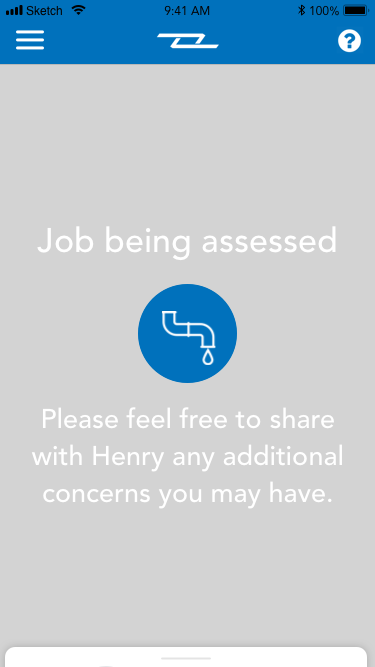 Sketch 9:41 AM 100%
Job being assessed
Please feel free to share
with Henry any additional
concerns you may have.